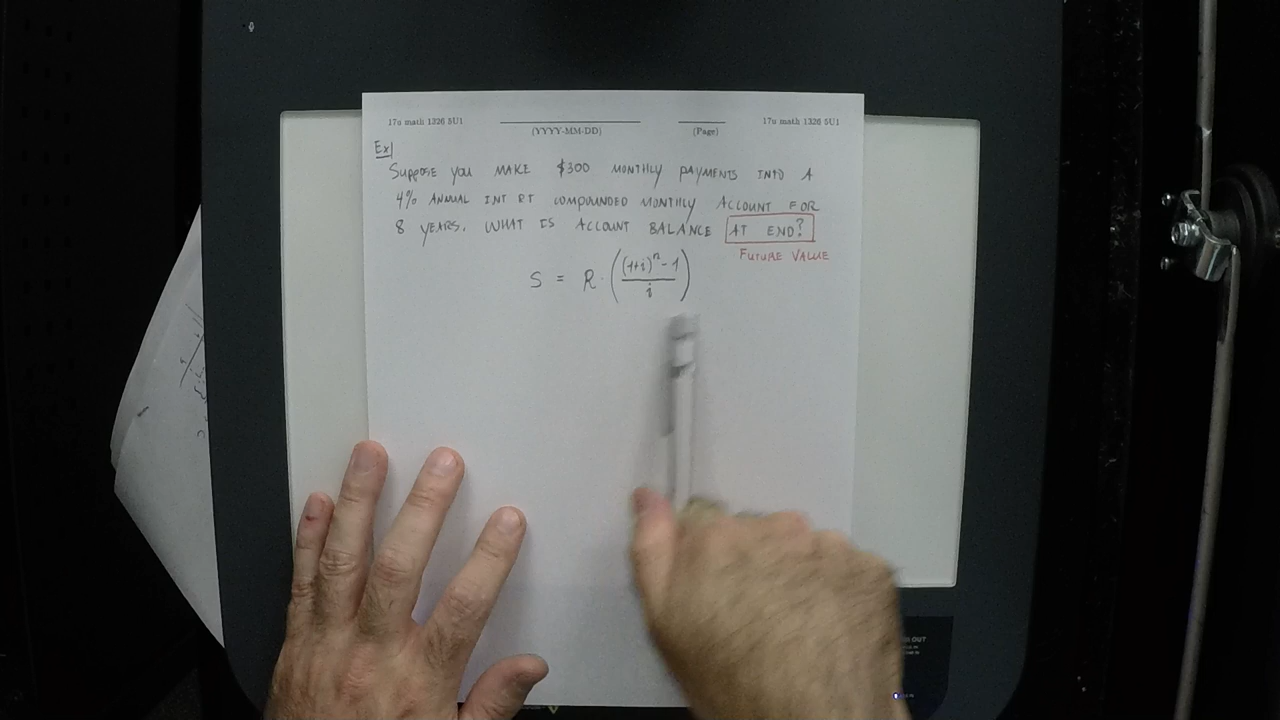 17u math 1326 5U1 (YYYY-MM-DD) (Page) 17u math 1326 5U1
Ex1
SUPPOSE YOU MAKE $300 MONTHLY PAYMENTS INTO A
4% ANNUAL INT RT COMPOUNDED MONTHLY ACCOUNT FOR
8 YEARS. WHAT IS ACCOUNT BALANCE AT END?
FUTURE VALUE
S = R · (((1+i)^n - 1) / i)